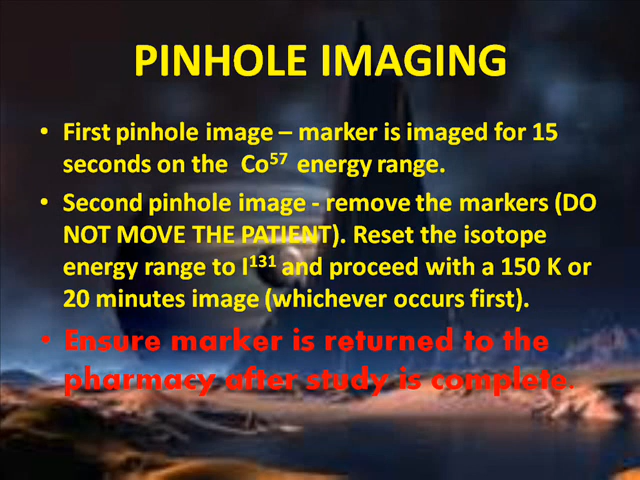 PINHOLE IMAGING
• First pinhole image – marker is imaged for 15
seconds on the Co⁵⁷ energy range.
• Second pinhole image - remove the markers (DO
NOT MOVE THE PATIENT). Reset the isotope
energy range to I¹³¹ and proceed with a 150 K or
20 minutes image (whichever occurs first).
• Ensure marker is returned to the
pharmacy after study is complete.